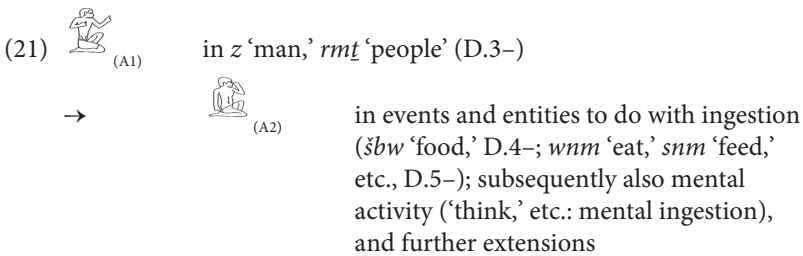 (21) (A1) in z ‘man,’ rmṯ ‘people’ (D.3–)
→ (A2) in events and entities to do with ingestion
(šbw ‘food,’ D.4–; wnm ‘eat,’ snm ‘feed,’
etc., D.5–); subsequently also mental
activity (‘think,’ etc.: mental ingestion),
and further extensions